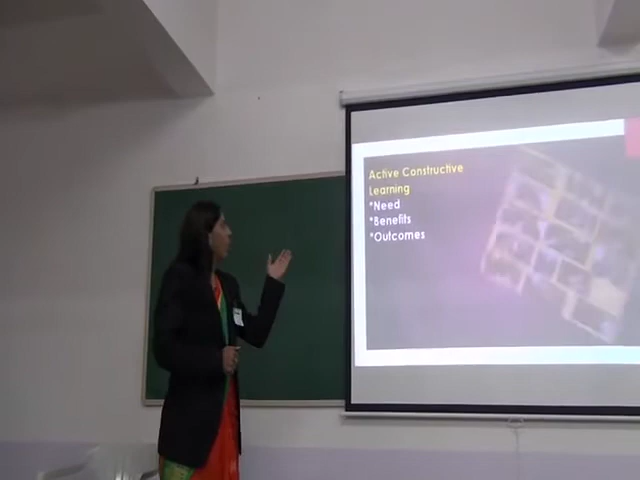 Active Constructive
Learning
*Need
*Benefits
*Outcomes